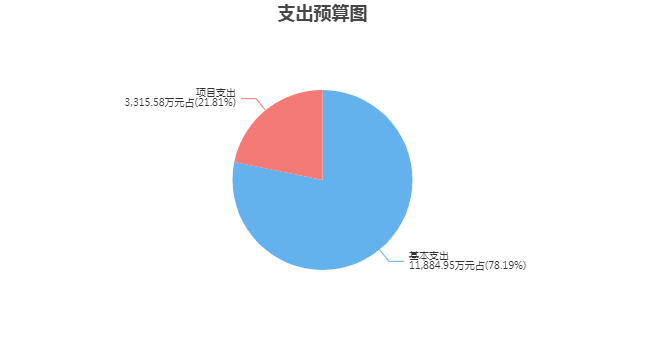 支出预算图
项目支出
3,315.58万元占(21.81%)
基本支出
11,884.95万元占(78.19%)